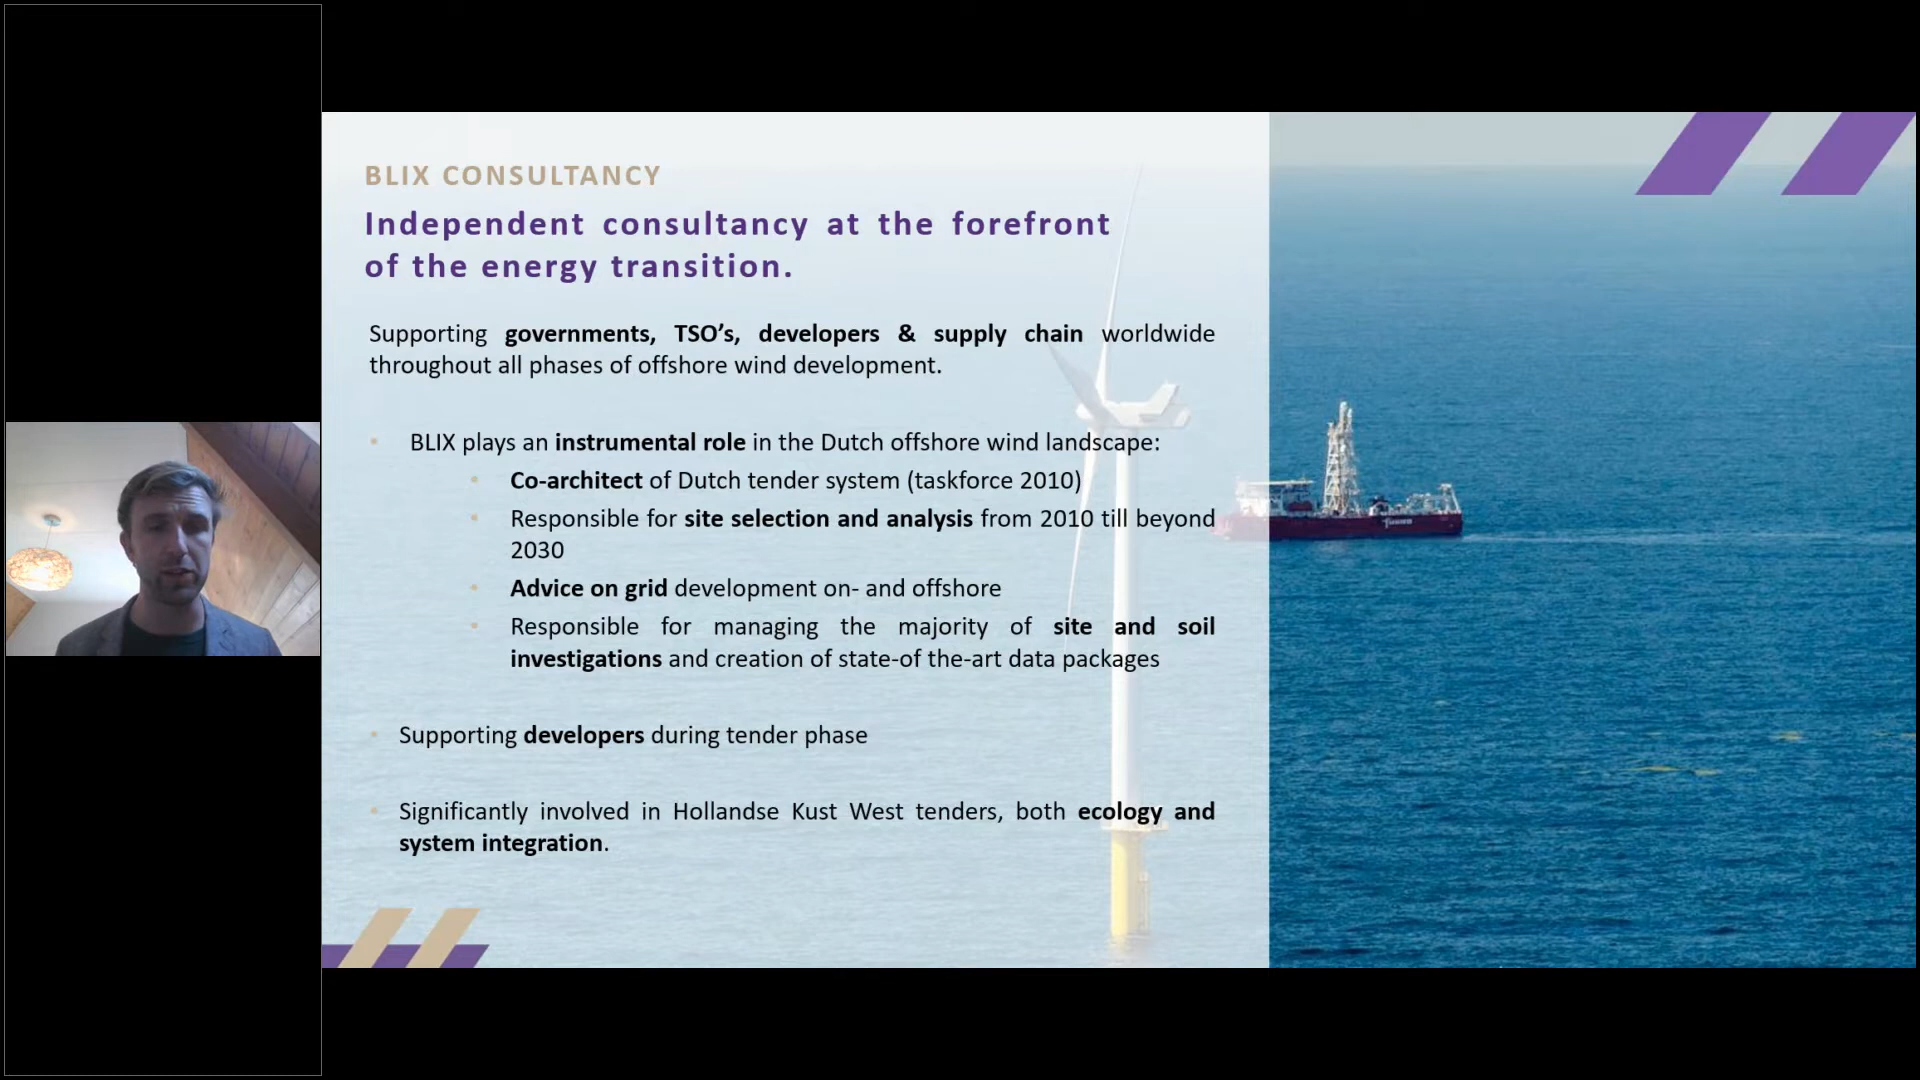 BLIX CONSULTANCY
Independent consultancy at the forefront
of the energy transition.
Supporting governments, TSO’s, developers & supply chain worldwide
throughout all phases of offshore wind development.
BLIX plays an instrumental role in the Dutch offshore wind landscape:
Co-architect of Dutch tender system (taskforce 2010)
Responsible for site selection and analysis from 2010 till beyond
2030
Advice on grid development on- and offshore
Responsible for managing the majority of site and soil
investigations and creation of state-of the-art data packages
Supporting developers during tender phase
Significantly involved in Hollandse Kust West tenders, both ecology and
system integration.
fugro